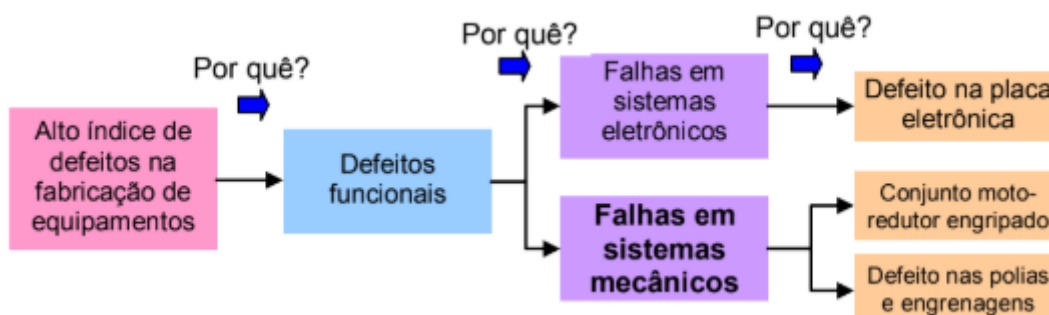 Por quê?
Por quê?
Por quê?
Alto índice de
defeitos na
fabricação de
equipamentos
Defeitos
funcionais
Falhas em
sistemas
eletrônicos
Defeito na placa
eletrônica
Falhas em
sistemas
mecânicos
Conjunto moto-
redutor engripado
Defeito nas polias
e engrenagens